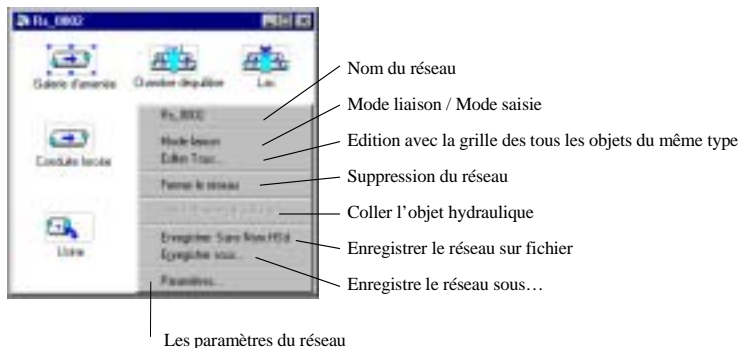 Rs_0002
Galerie d'amenée
Chambre d'équilibre
Lac
Nom du réseau
Rs_0002
Mode liaison / Mode saisie
Mode liaison
Edition avec la grille des tous les objets du même type
Editer Tous...
Conduite forcée
Suppression du réseau
Fermer le réseau
Coller l'objet hydraulique
Enregistrer le réseau sur fichier
Enregistrer Sans Nom.HSd
Usine
Enregistre le réseau sous…
Enregistrer sous...
Paramètres...
Les paramètres du réseau